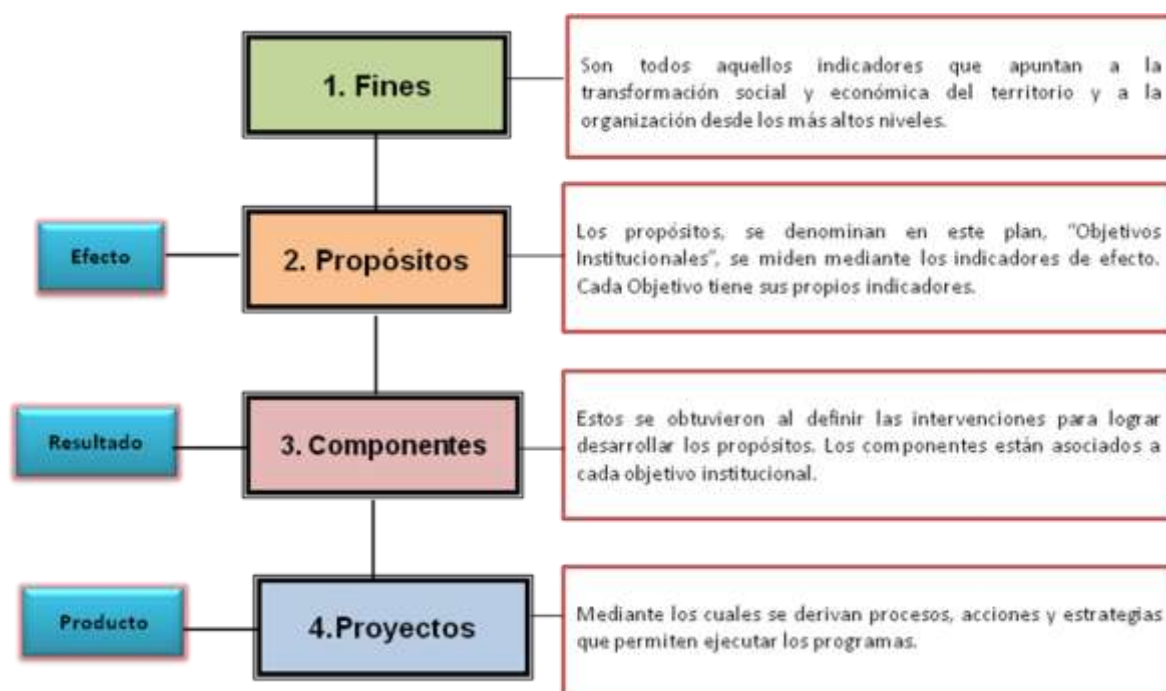 1. Fines
Son todos aquellos indicadores que apuntan a la
transformación social y económica del territorio y a la
organización desde los más altos niveles.
Efecto
2. Propósitos
Los propósitos, se denominan en este plan, "Objetivos
Institucionales", se miden mediante los indicadores de efecto.
Cada Objetivo tiene sus propios indicadores.
Resultado
3. Componentes
Estos se obtuvieron al definir las intervenciones para lograr
desarrollar los propósitos. Los componentes están asociados a
cada objetivo institucional.
Producto
4.Proyectos
Mediante los cuales se derivan procesos, acciones y estrategias
que permiten ejecutar los programas.